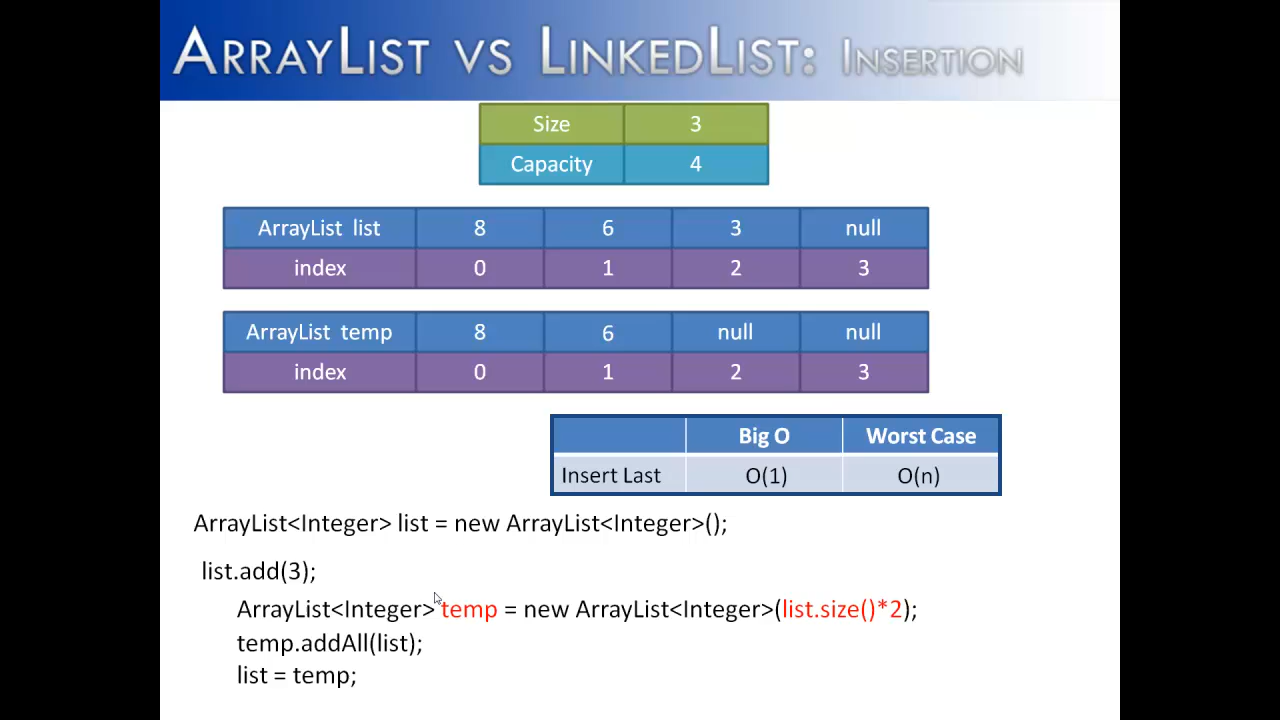 ARRAYLIST VS LINKEDLIST: INSERTION
Size 3
Capacity 4
ArrayList list 8 6 3 null
index 0 1 2 3
ArrayList temp 8 6 null null
index 0 1 2 3
Big O Worst Case
Insert Last O(1) O(n)
ArrayList<Integer> list = new ArrayList<Integer>();
list.add(3);
ArrayList<Integer> temp = new ArrayList<Integer>(list.size()*2);
temp.addAll(list);
list = temp;